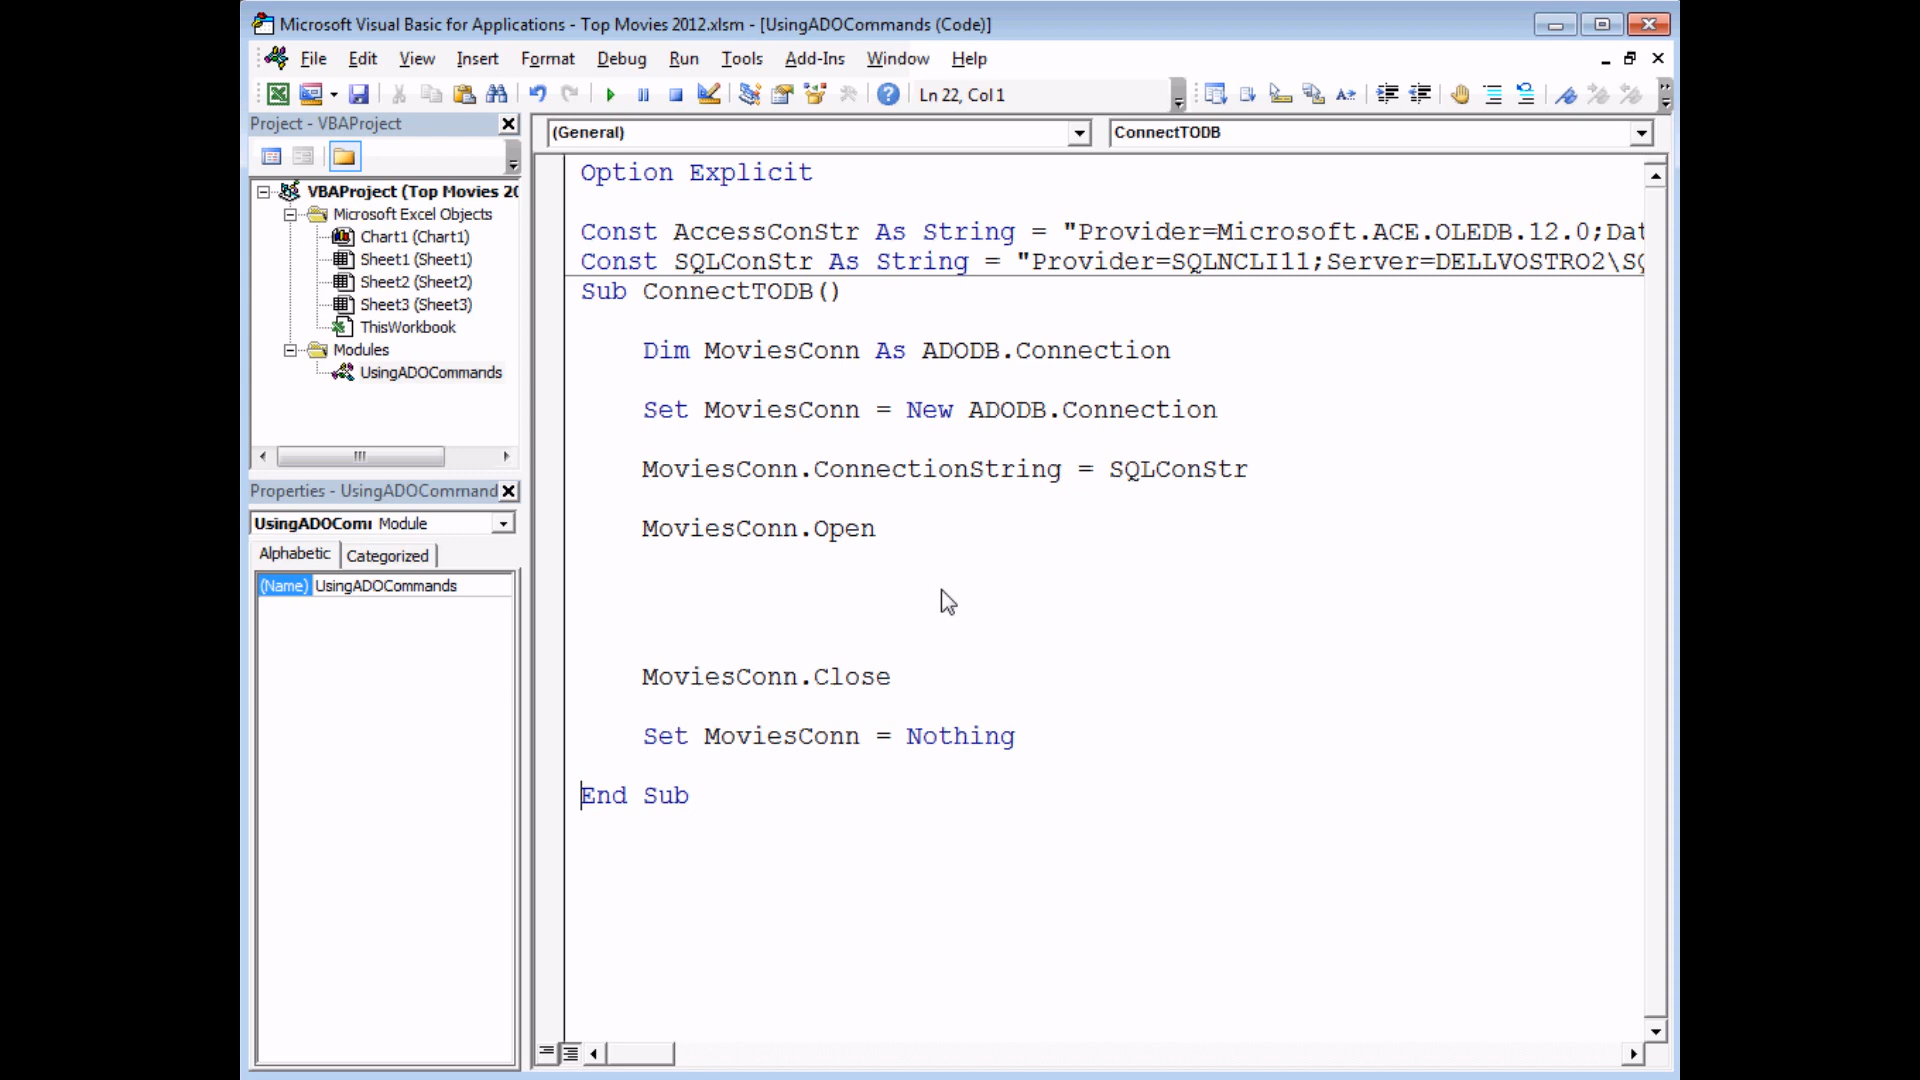 Microsoft Visual Basic for Applications - Top Movies 2012.xlsm - [UsingADOCommands (Code)]
File Edit View Insert Format Debug Run Tools Add-Ins Window Help
Ln 22, Col 1
Project - VBAProject
(General)
ConnectTODB
VBAProject (Top Movies 20
Microsoft Excel Objects
Chart1 (Chart1)
Sheet1 (Sheet1)
Sheet2 (Sheet2)
Sheet3 (Sheet3)
ThisWorkbook
Modules
UsingADOCommands
Properties - UsingADOCommand
UsingADOComm Module
Alphabetic Categorized
(Name) UsingADOCommands
Option Explicit
Const AccessConStr As String = "Provider=Microsoft.ACE.OLEDB.12.0;Dat
Const SQLConStr As String = "Provider=SQLNCLI11;Server=DELLVOSTRO2\SQ
Sub ConnectTODB()
Dim MoviesConn As ADODB.Connection
Set MoviesConn = New ADODB.Connection
MoviesConn.ConnectionString = SQLConStr
MoviesConn.Open
MoviesConn.Close
Set MoviesConn = Nothing
End Sub